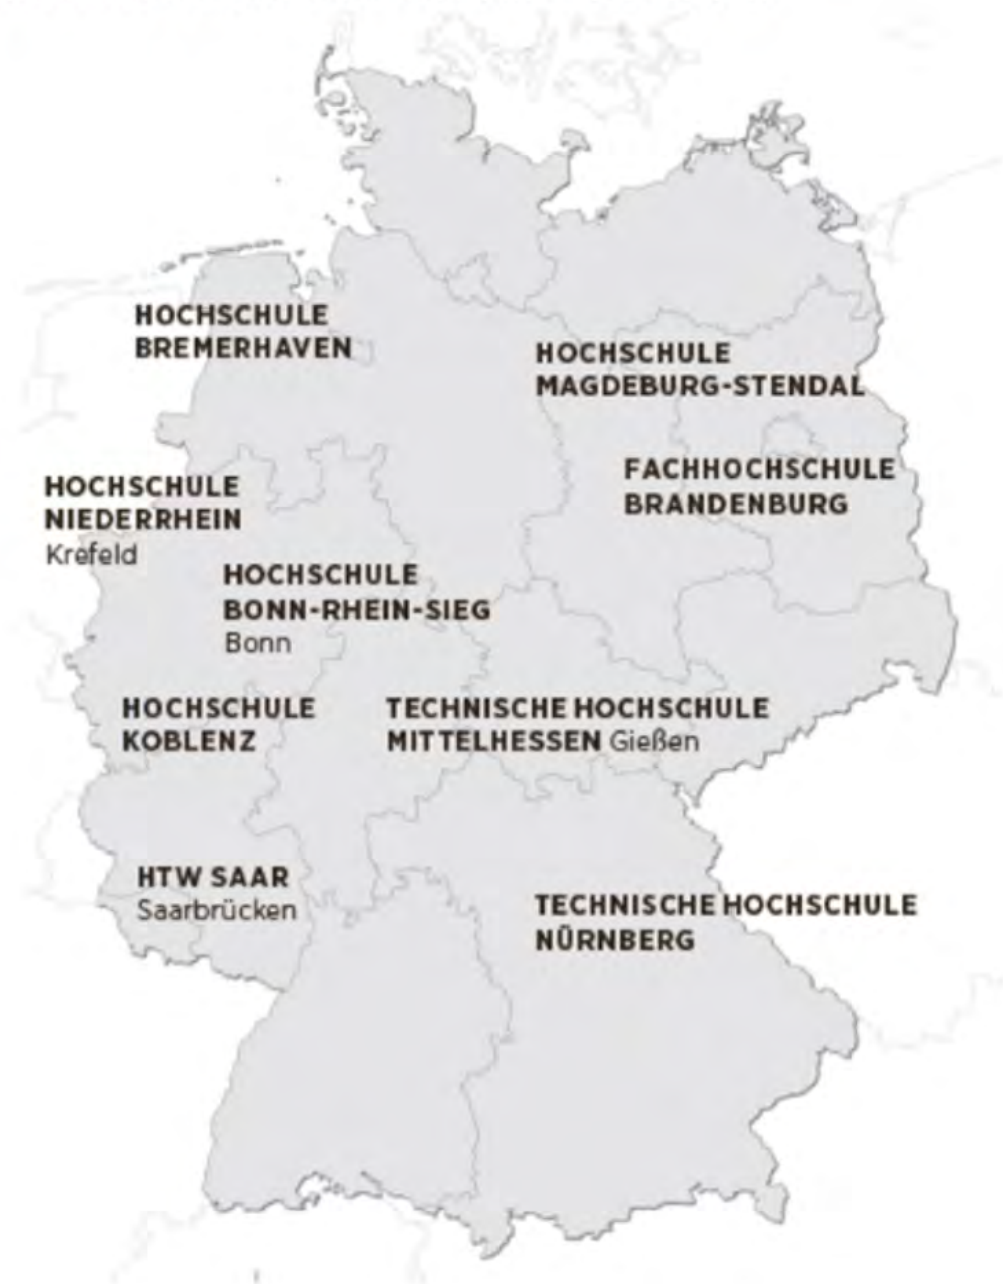 HOCHSCHULE
BREMERHAVEN
HOCHSCHULE
MAGDEBURG-STENDAL
FACHHOCHSCHULE
BRANDENBURG
HOCHSCHULE
NIEDERRHEIN
Krefeld
HOCHSCHULE
BONN-RHEIN-SIEG
Bonn
HOCHSCHULE
KOBLENZ
TECHNISCHE HOCHSCHULE
MITTELHESSEN Gießen
HTW SAAR
Saarbrücken
TECHNISCHE HOCHSCHULE
NÜRNBERG